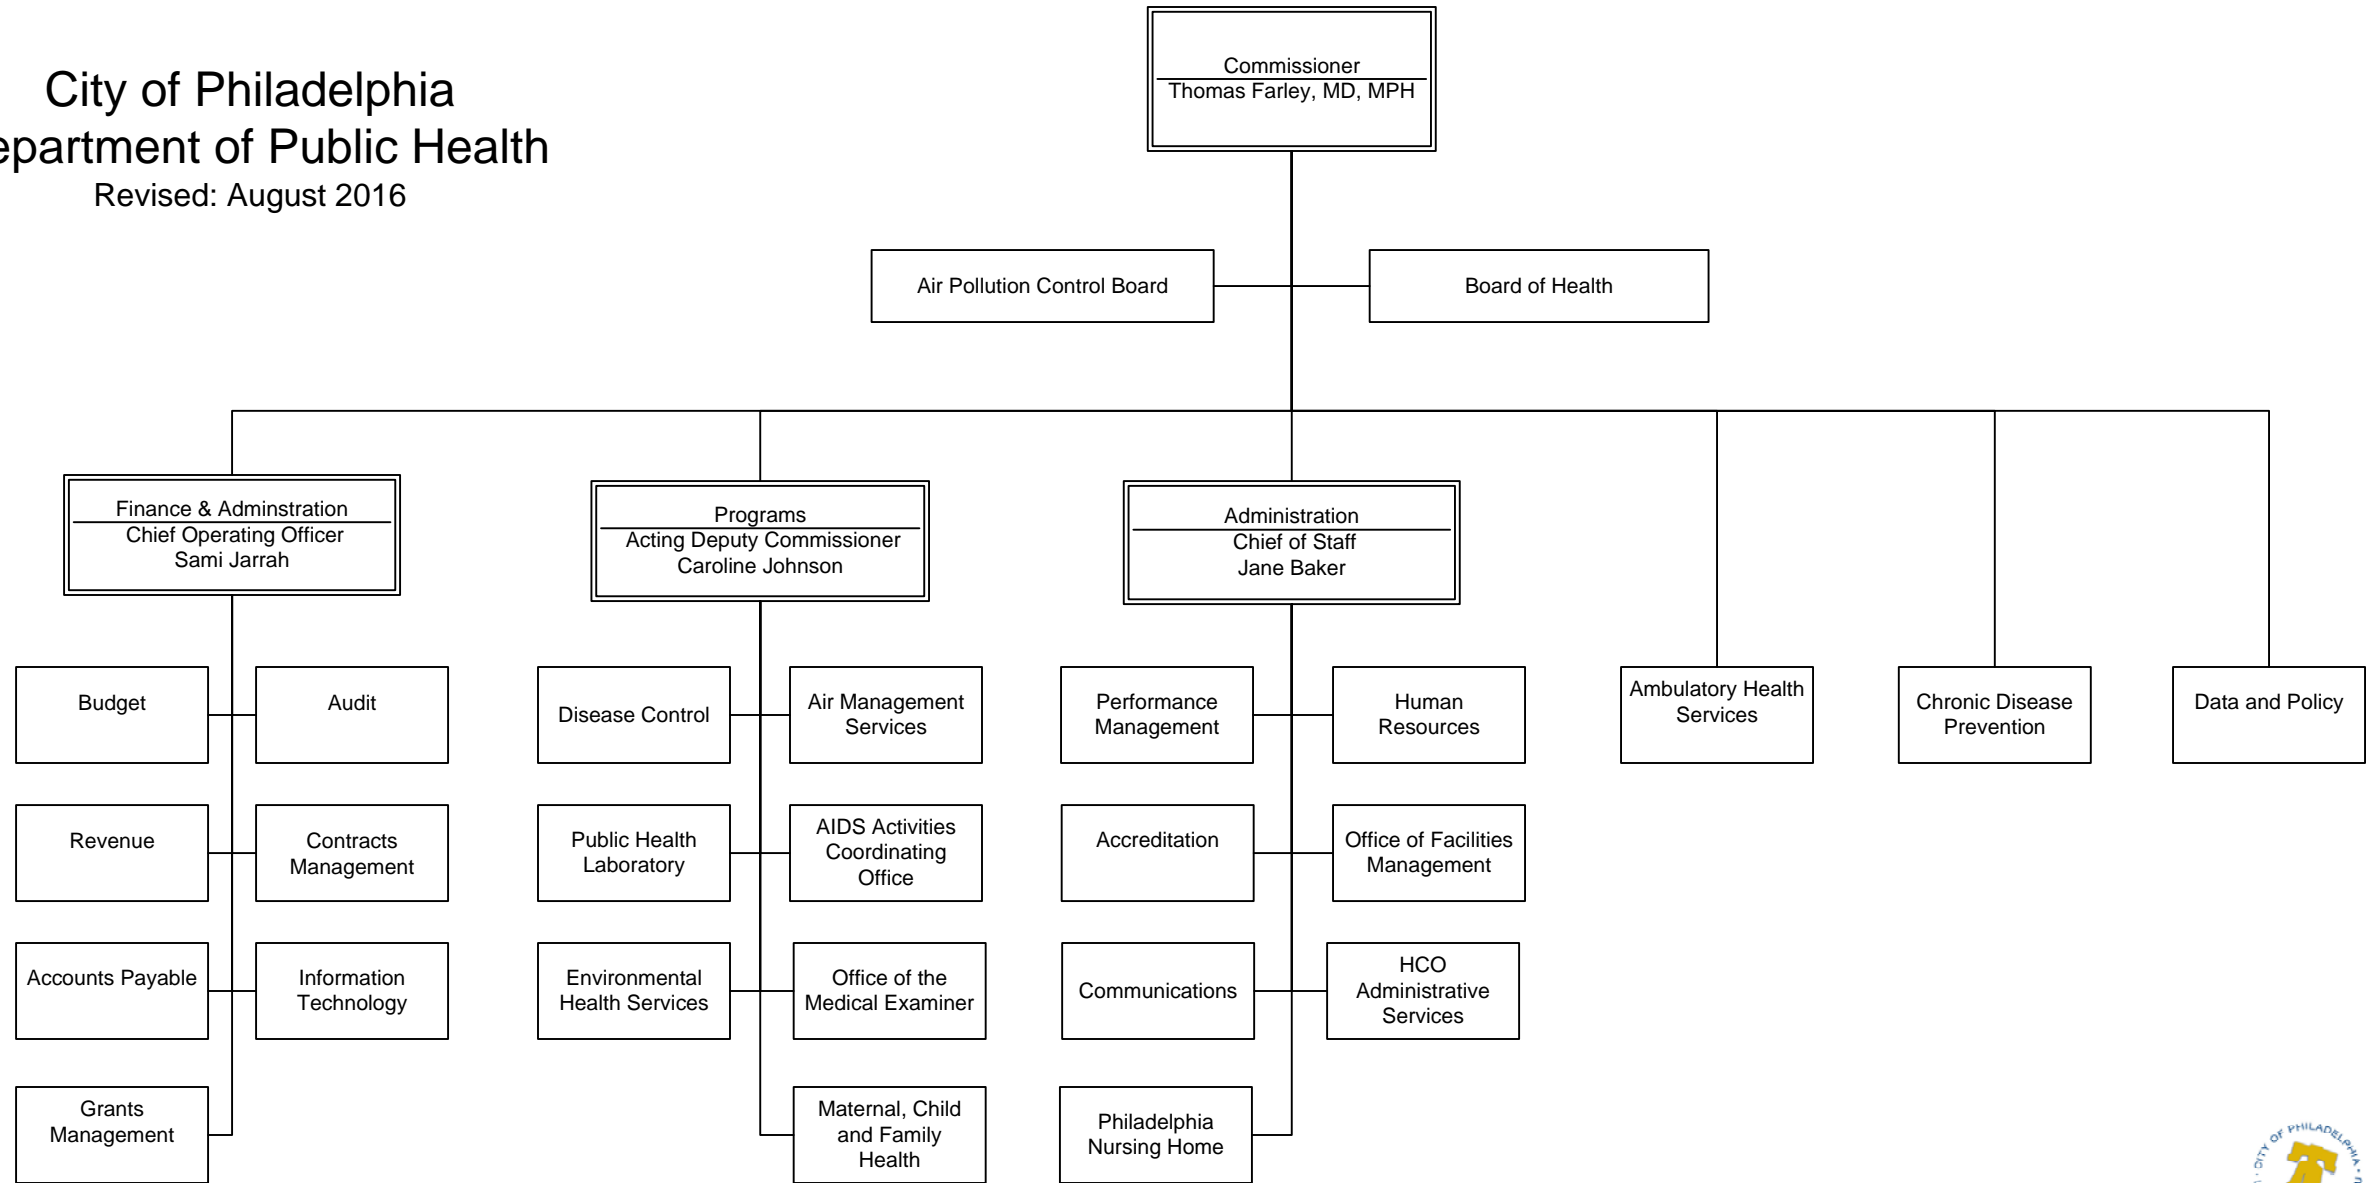 City of Philadelphia
epartment of Public Health
Revised: August 2016
Commissioner
Thomas Farley, MD, MPH
Air Pollution Control Board
Board of Health
Finance & Adminstration
Chief Operating Officer
Sami Jarrah
Programs
Acting Deputy Commissioner
Caroline Johnson
Administration
Chief of Staff
Jane Baker
Budget
Audit
Disease Control
Air Management
Services
Performance
Management
Human
Resources
Ambulatory Health
Services
Chronic Disease
Prevention
Data and Policy
Revenue
Contracts
Management
Public Health
Laboratory
AIDS Activities
Coordinating
Office
Accreditation
Office of Facilities
Management
Accounts Payable
Information
Technology
Environmental
Health Services
Office of the
Medical Examiner
Communications
HCO
Administrative
Services
Grants
Management
Maternal, Child
and Family
Health
Philadelphia
Nursing Home
CITY OF PHILADELPHIA